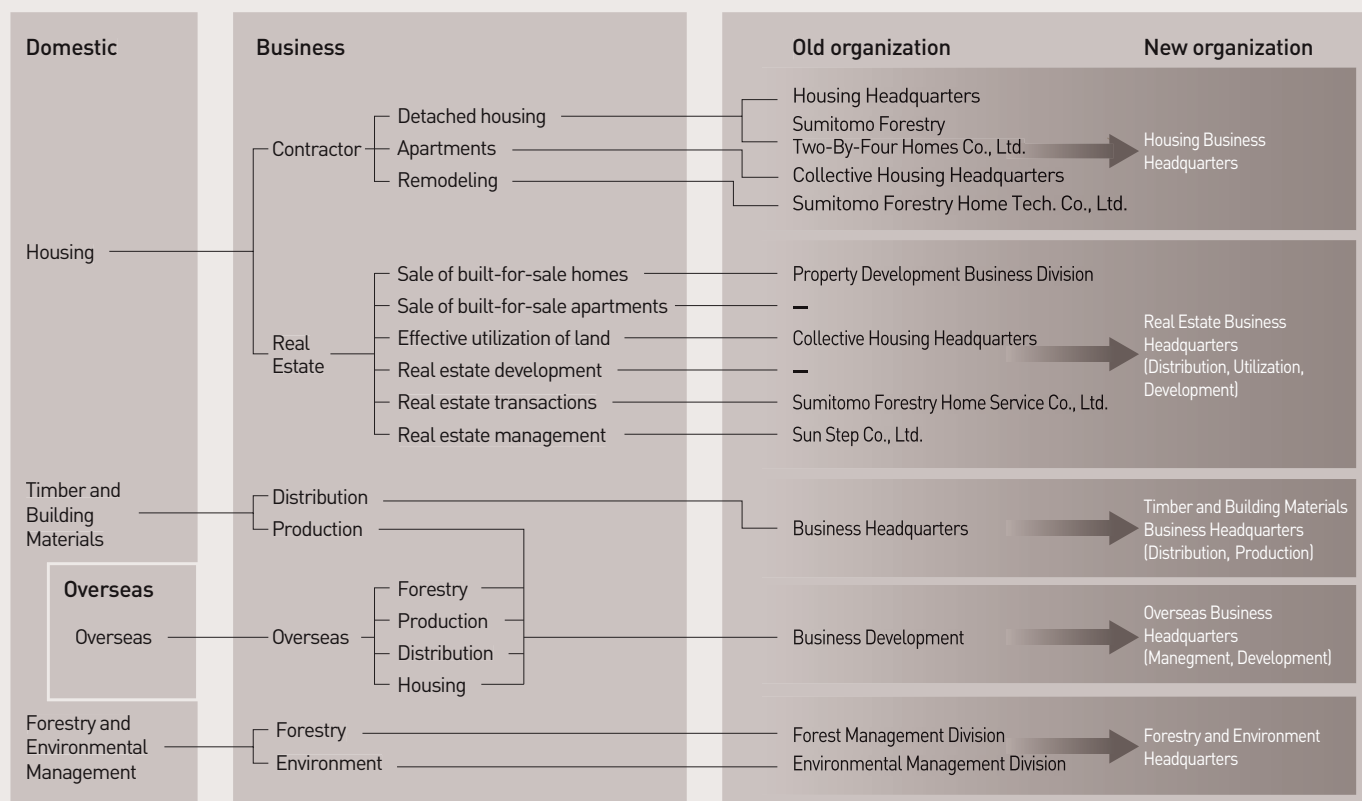 Domestic
Business
Old organization
New organization
Housing
Contractor
Detached housing
Apartments
Remodeling
Housing Headquarters
Sumitomo Forestry
Two-By-Four Homes Co., Ltd.
Collective Housing Headquarters
Sumitomo Forestry Home Tech. Co., Ltd.
Housing Business
Headquarters
Real
Estate
Sale of built-for-sale homes
Sale of built-for-sale apartments
Effective utilization of land
Real estate development
Real estate transactions
Real estate management
Property Development Business Division
—
Collective Housing Headquarters
—
Sumitomo Forestry Home Service Co., Ltd.
Sun Step Co., Ltd.
Real Estate Business
Headquarters
(Distribution, Utilization,
Development)
Timber and
Building
Materials
Distribution
Production
Business Headquarters
Timber and Building Materials
Business Headquarters
(Distribution, Production)
Overseas
Overseas
Overseas
Forestry
Production
Distribution
Housing
Business Development
Overseas Business
Headquarters
(Manegment, Development)
Forestry and
Environmental
Management
Forestry
Environment
Forest Management Division
Environmental Management Division
Forestry and Environment
Headquarters